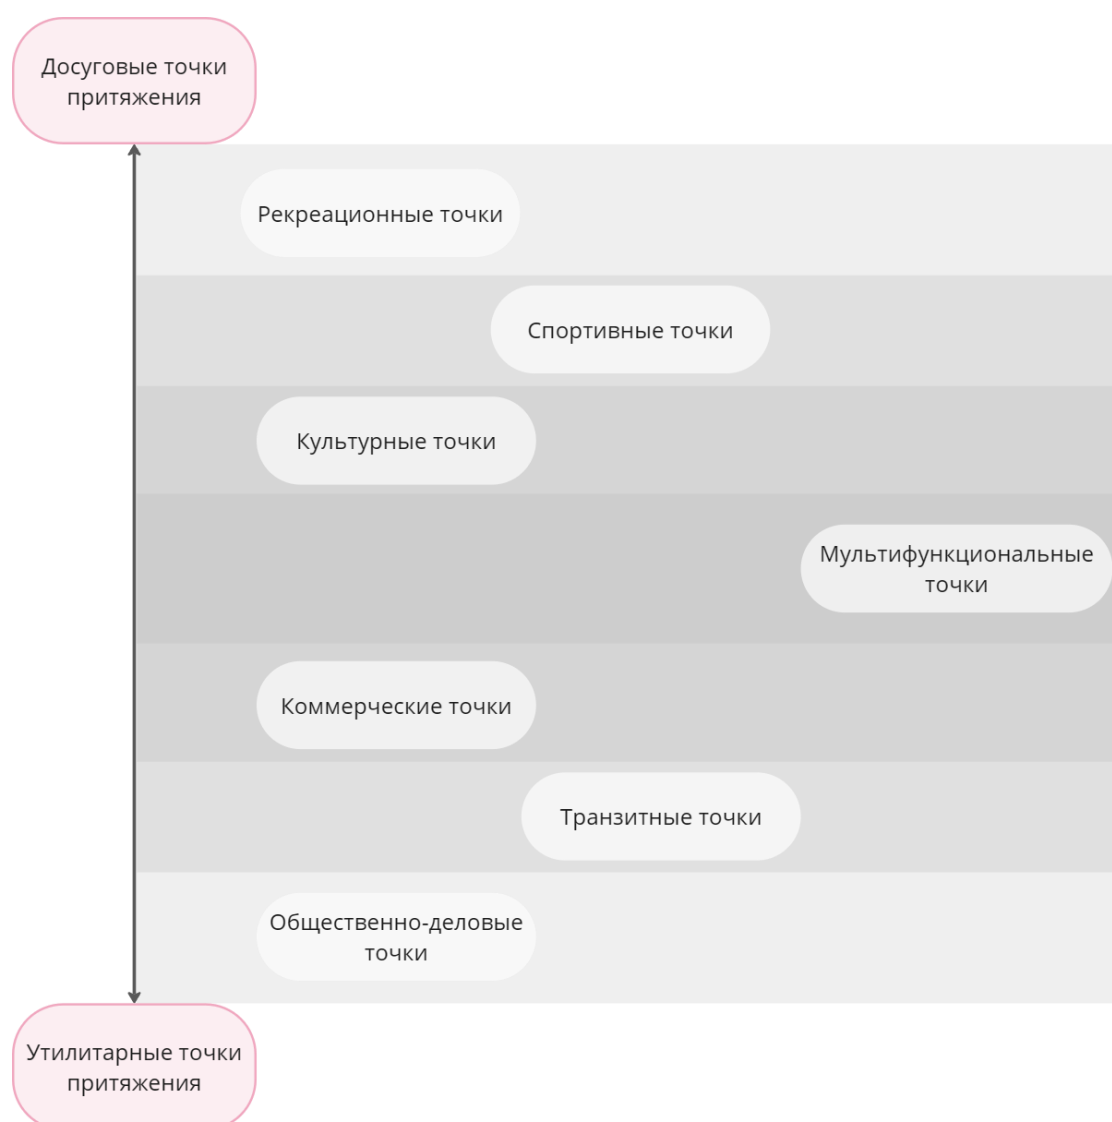 Досуговые точки
притяжения
Рекреационные точки
Спортивные точки
Культурные точки
Мультифункциональные
точки
Коммерческие точки
Транзитные точки
Общественно-деловые
точки
Утилитарные точки
притяжения